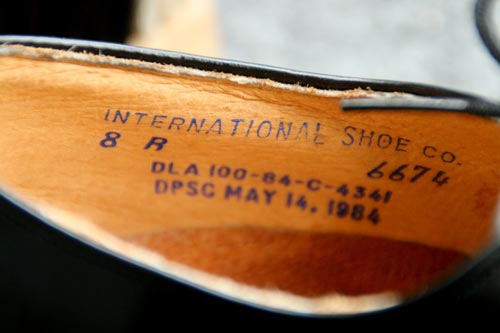 INTERNATIONAL SHOE CO.
8 R 6674
DLA 100-84-C-4341
DPSC MAY 14, 1984